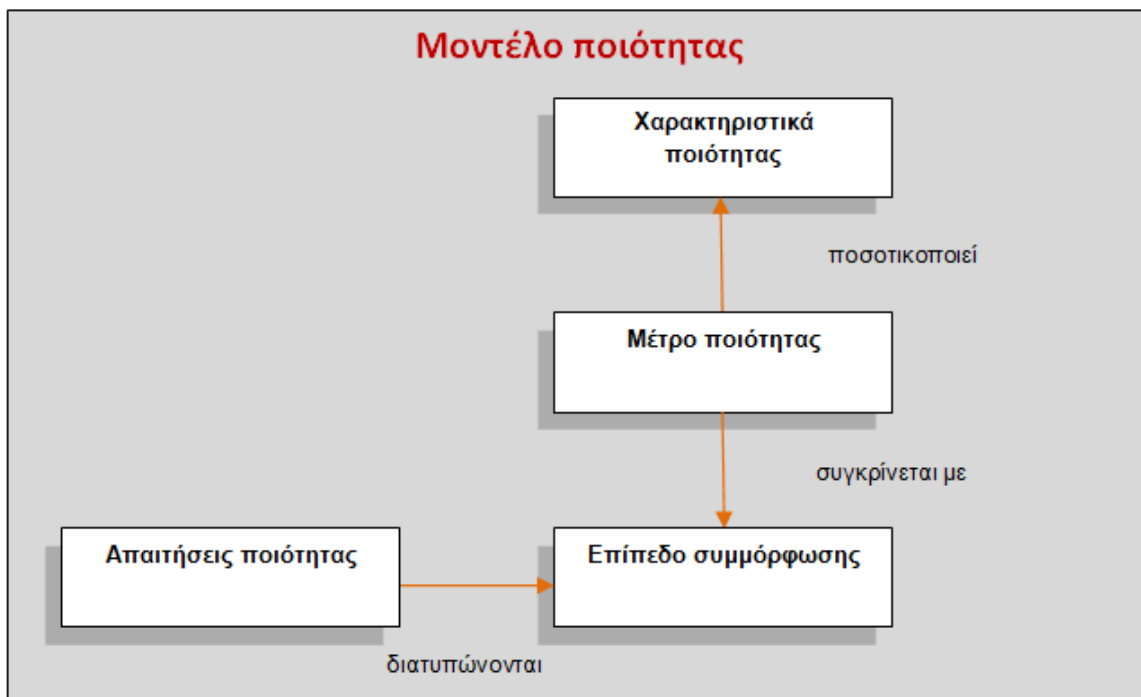 Μοντέλο ποιότητας
Χαρακτηριστικά
ποιότητας
ποσοτικοποιεί
Μέτρο ποιότητας
συγκρίνεται με
Απαιτήσεις ποιότητας
Επίπεδο συμμόρφωσης
διατυπώνονται